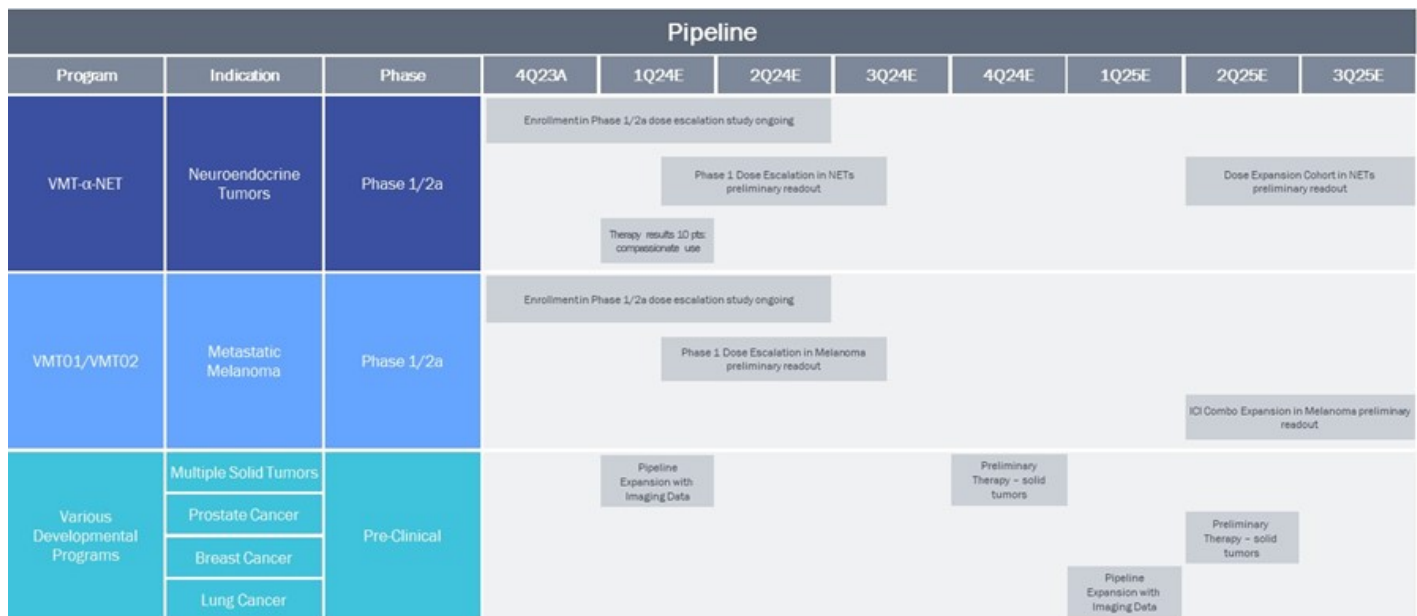 Pipeline
Program Indication Phase 4Q23A 1Q24E 2Q24E 3Q24E 4Q24E 1Q25E 2Q25E 3Q25E
VMT-α-NET
Neuroendocrine
Tumors
Phase 1/2a
Enrollment in Phase 1/2a dose escalation study ongoing
Phase 1 Dose Escalation in NETs
preliminary readout
Dose Expansion Cohort in NETs
preliminary readout
Therapy results 10 pts:
compassionate use
VMT01/VMT02
Metastatic
Melanoma
Phase 1/2a
Enrollment in Phase 1/2a dose escalation study ongoing
Phase 1 Dose Escalation in Melanoma
preliminary readout
ICI Combo Expansion in Melanoma preliminary
readout
Various
Developmental
Programs
Multiple Solid Tumors
Prostate Cancer
Breast Cancer
Lung Cancer
Pre-Clinical
Pipeline
Expansion with
Imaging Data
Preliminary
Therapy – solid
tumors
Preliminary
Therapy – solid
tumors
Pipeline
Expansion with
Imaging Data